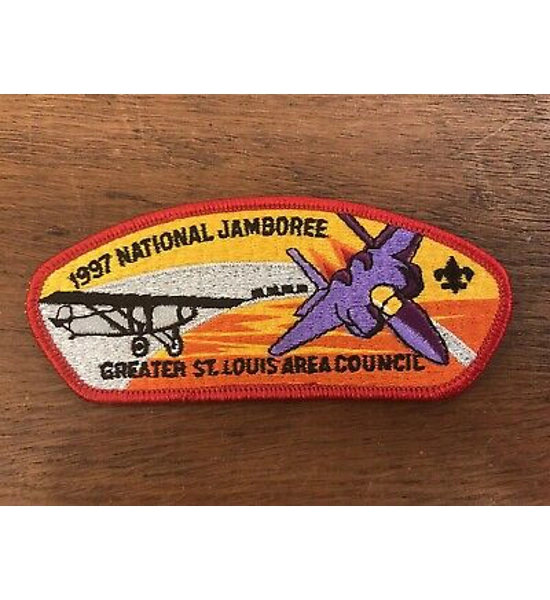 1997 NATIONAL JAMBOREE
GREATER ST. LOUIS AREA COUNCIL